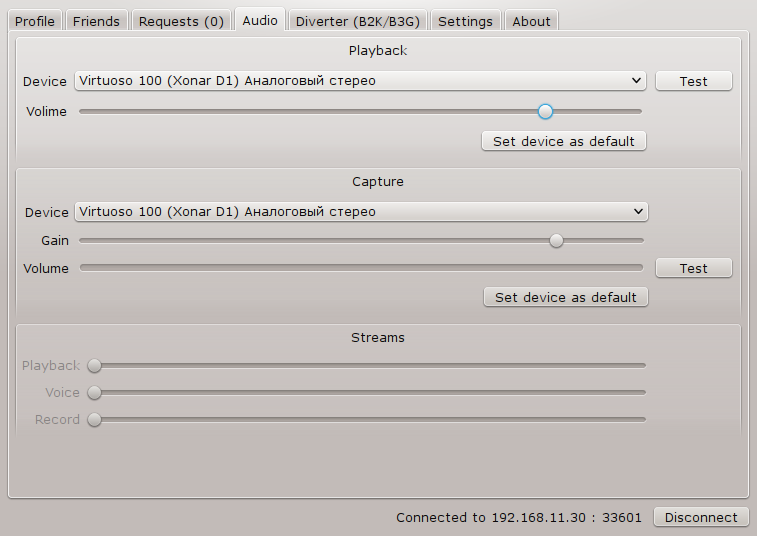 Profile Friends Requests (0) Audio Diverter (B2K/B3G) Settings About
Playback
Device Virtuoso 100 (Xonar D1) Аналоговый стерео Test
Volime
Set device as default
Capture
Device Virtuoso 100 (Xonar D1) Аналоговый стерео
Gain
Volume Test
Set device as default
Streams
Playback
Voice
Record
Connected to 192.168.11.30 : 33601 Disconnect